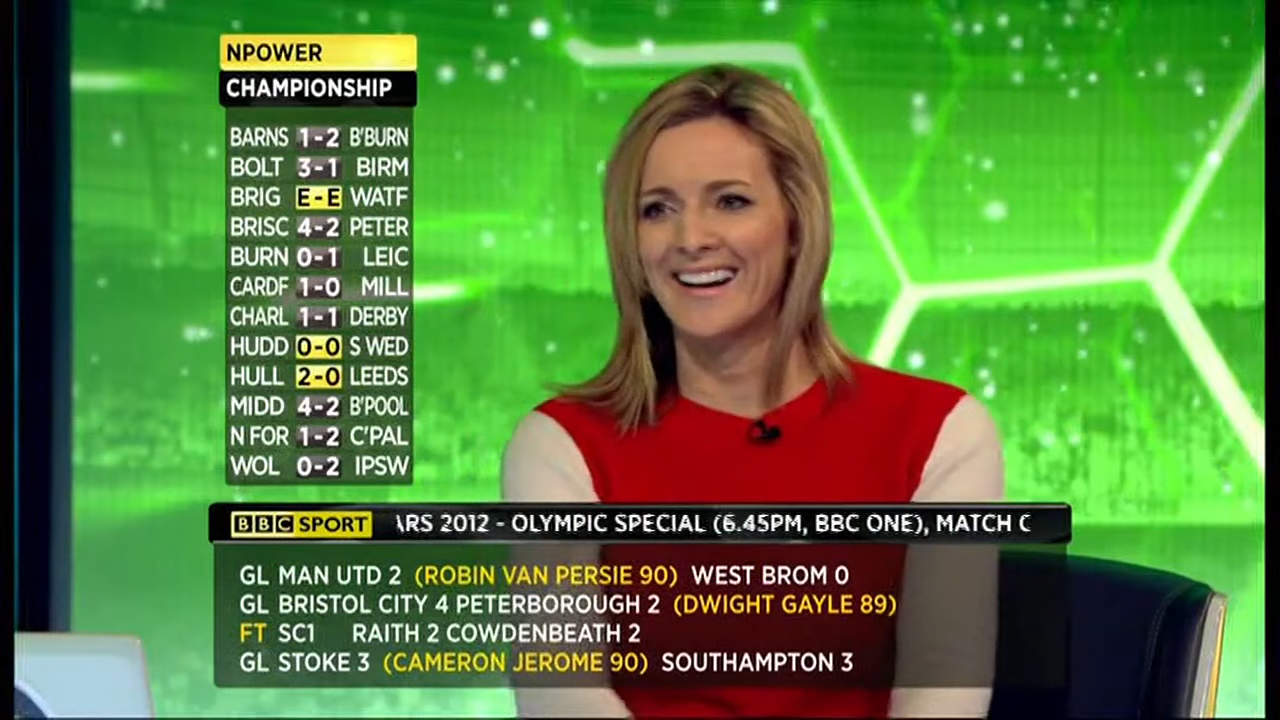 NPOWER
CHAMPIONSHIP
BARNS 1-2 B'BURN
BOLT 3-1 BIRM
BRIG E-E WATF
BRISC 4-2 PETER
BURN 0-1 LEIC
CARDF 1-0 MILL
CHARL 1-1 DERBY
HUDD 0-0 S WED
HULL 2-0 LEEDS
MIDD 4-2 B'POOL
N FOR 1-2 C'PAL
WOL 0-2 IPSW
BBC SPORT ARS 2012 - OLYMPIC SPECIAL (6.45PM, BBC ONE), MATCH
GL MAN UTD 2 (ROBIN VAN PERSIE 90) WEST BROM 0
GL BRISTOL CITY 4 PETERBOROUGH 2 (DWIGHT GAYLE 89)
FT SC1 RAITH 2 COWDENBEATH 2
GL STOKE 3 (CAMERON JEROME 90) SOUTHAMPTON 3